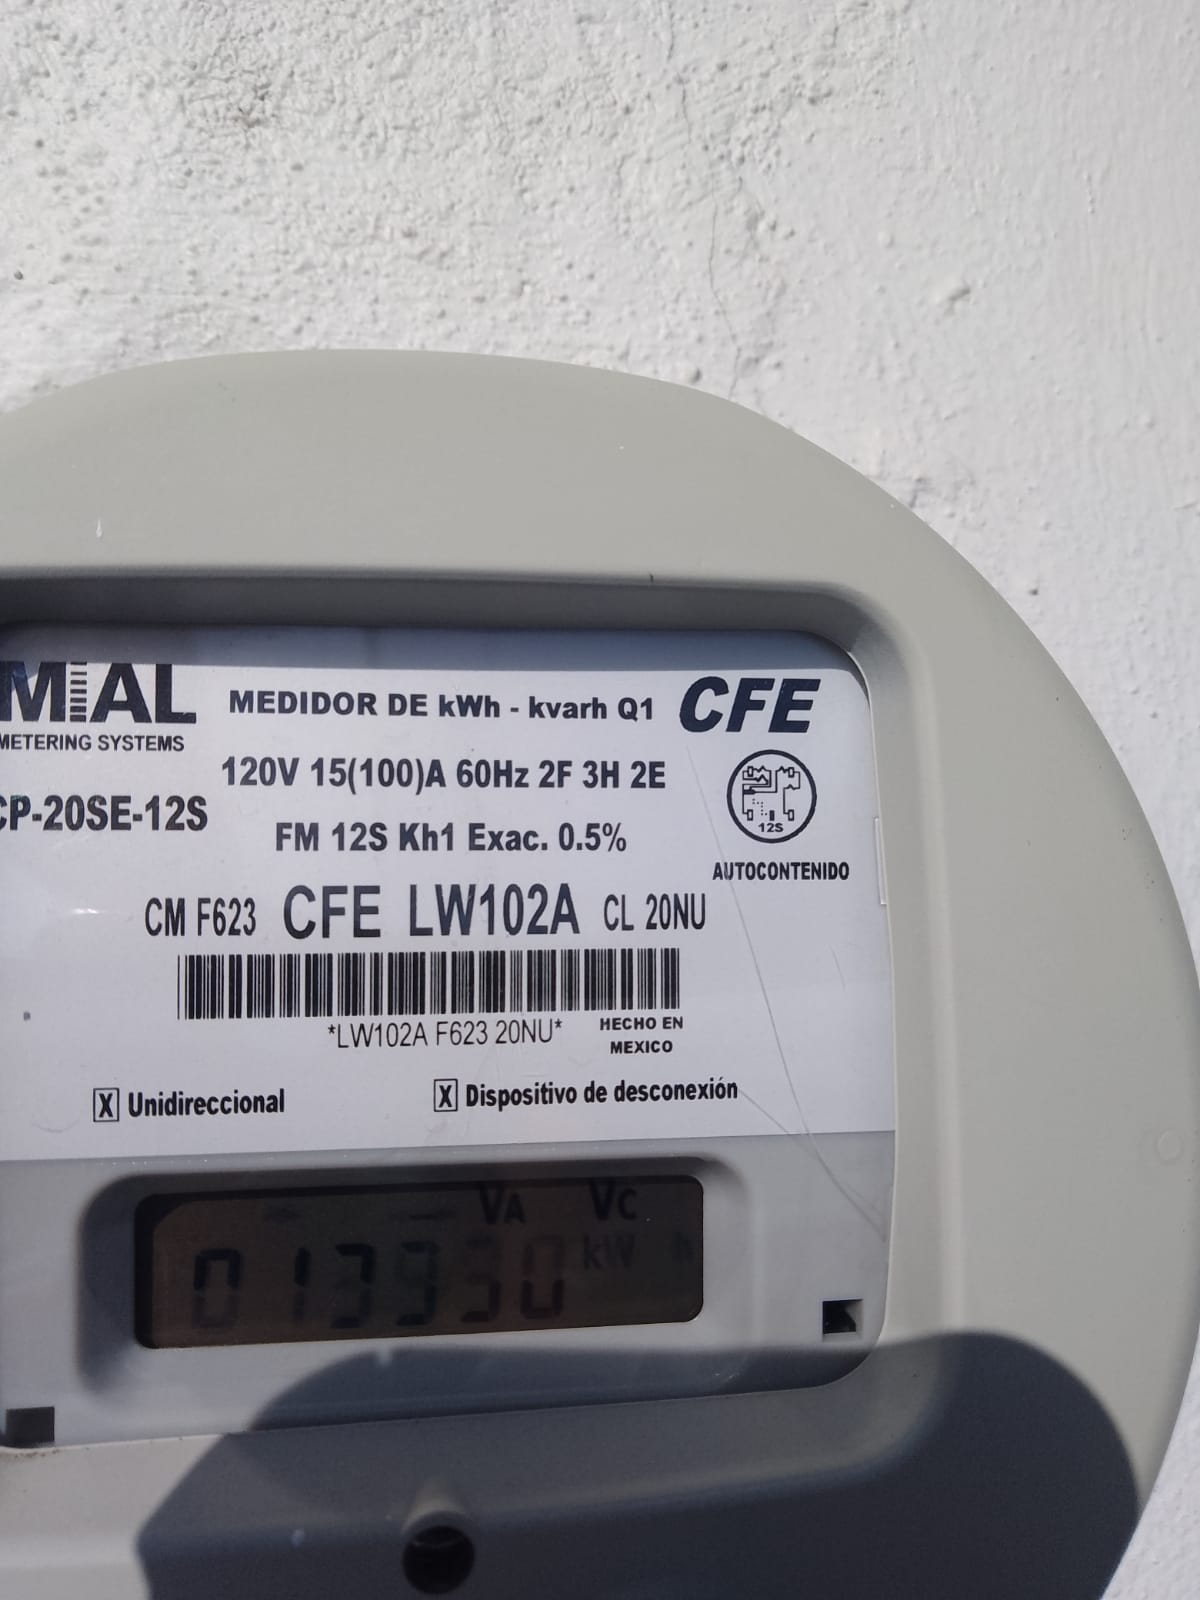 MIAL
METERING SYSTEMS
MEDIDOR DE kWh - kvarh Q1
CFE
120V 15(100)A 60Hz 2F 3H 2E
CP-20SE-12S
FM 12S Kh1 Exac. 0.5%
12S
AUTOCONTENIDO
CM F623 CFE LW102A CL 20NU
*LW102A F623 20NU*
HECHO EN
MEXICO
X Unidireccional
X Dispositivo de desconexión
VA VC
kW h